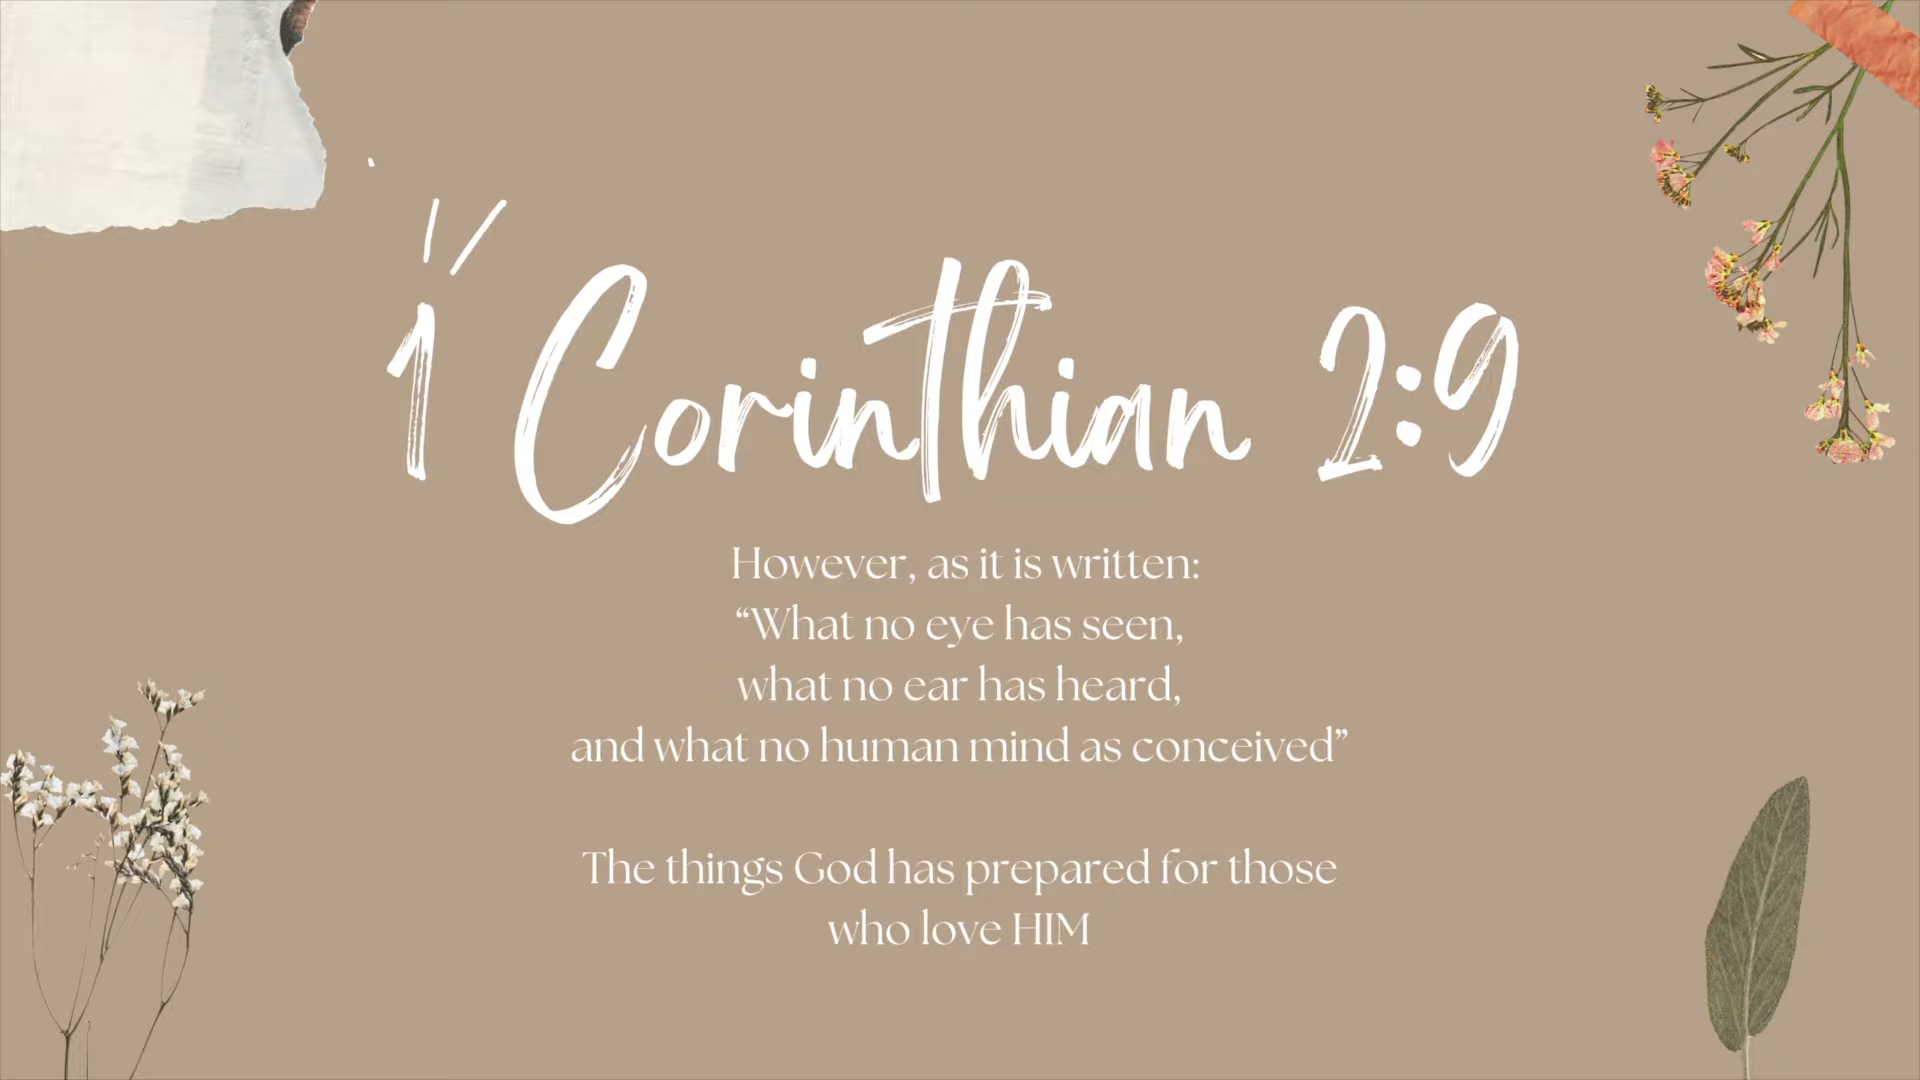 1 Corinthian 2:9
However, as it is written:
“What no eye has seen,
what no ear has heard,
and what no human mind as conceived”
The things God has prepared for those
who love HIM